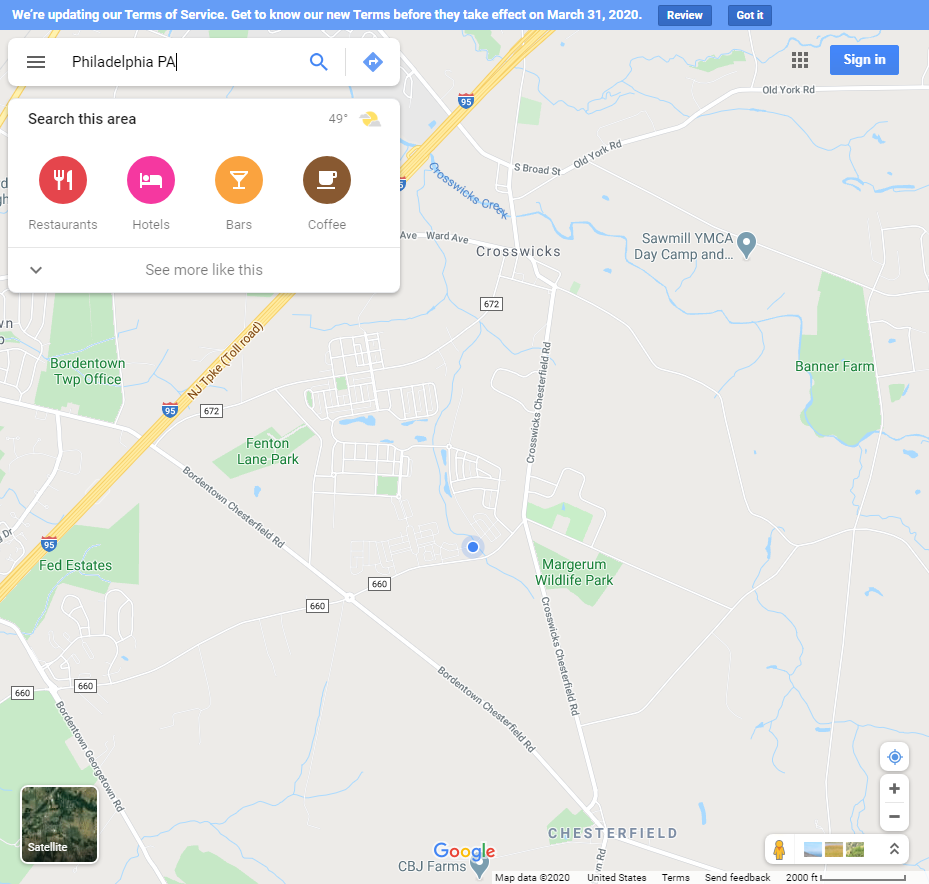 We're updating our Terms of Service. Get to know our new Terms before they take effect on March 31, 2020.
Review
Got it
Philadelphia PA
Sign in
Search this area
49°
Restaurants
Hotels
Bars
Coffee
See more like this
95
Old York Rd
S Broad St
Old York Rd
Crosswicks Creek
Ave
Ward Ave
Crosswicks
Sawmill YMCA
Day Camp and...
672
NJ Tpke (Toll road)
Bordentown
Twp Office
Banner Farm
95
672
Crosswicks Chesterfield Rd
Fenton
Lane Park
Bordentown Chesterfield Rd
Dr
95
Fed Estates
Margerum
Wildlife Park
660
660
Crosswicks Chesterfield Rd
660
660
Bordentown Chesterfield Rd
Bordentown Georgetown Rd
Satellite
CHESTERFIELD
Google
CBJ Farms
Rd
Map data ©2020
United States
Terms
Send feedback
2000 ft